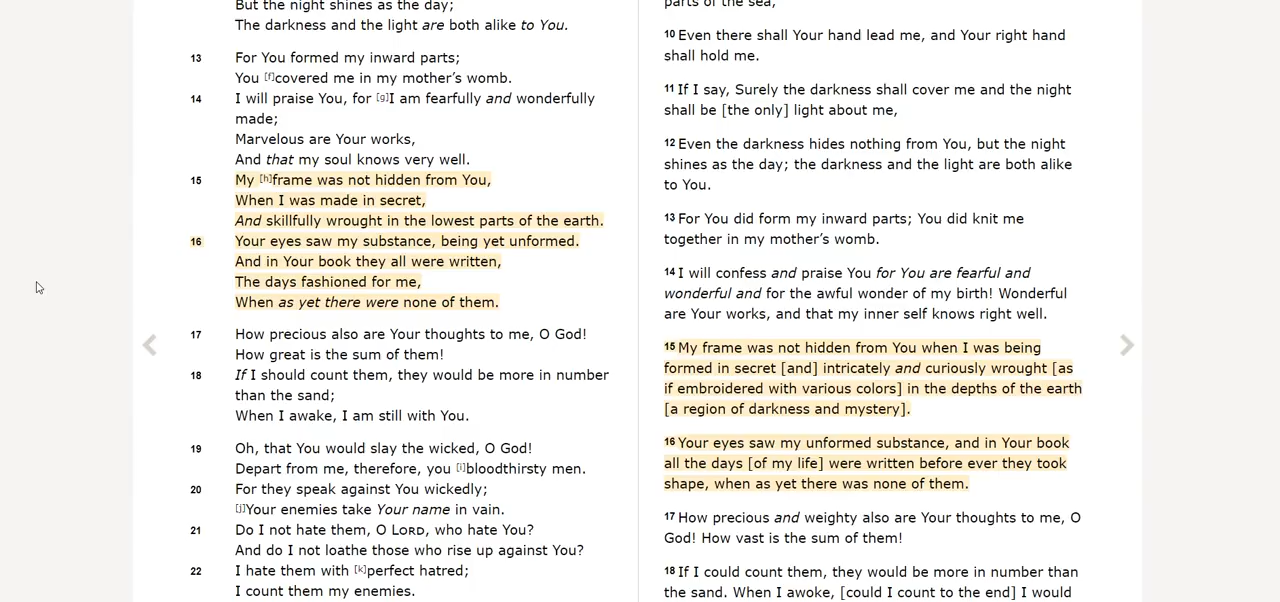 But the night shines as the day;
The darkness and the light are both alike to You.
13 For You formed my inward parts;
You [f]covered me in my mother’s womb.
14 I will praise You, for [g]I am fearfully and wonderfully
made;
Marvelous are Your works,
And that my soul knows very well.
15 My [h]frame was not hidden from You,
When I was made in secret,
And skillfully wrought in the lowest parts of the earth.
16 Your eyes saw my substance, being yet unformed.
And in Your book they all were written,
The days fashioned for me,
When as yet there were none of them.
17 How precious also are Your thoughts to me, O God!
How great is the sum of them!
18 If I should count them, they would be more in number
than the sand;
When I awake, I am still with You.
19 Oh, that You would slay the wicked, O God!
Depart from me, therefore, you [i]bloodthirsty men.
20 For they speak against You wickedly;
[j]Your enemies take Your name in vain.
21 Do I not hate them, O LORD, who hate You?
And do I not loathe those who rise up against You?
22 I hate them with [k]perfect hatred;
I count them my enemies.
parts of the sea,
10 Even there shall Your hand lead me, and Your right hand
shall hold me.
11 If I say, Surely the darkness shall cover me and the night
shall be [the only] light about me,
12 Even the darkness hides nothing from You, but the night
shines as the day; the darkness and the light are both alike
to You.
13 For You did form my inward parts; You did knit me
together in my mother’s womb.
14 I will confess and praise You for You are fearful and
wonderful and for the awful wonder of my birth! Wonderful
are Your works, and that my inner self knows right well.
15 My frame was not hidden from You when I was being
formed in secret [and] intricately and curiously wrought [as
if embroidered with various colors] in the depths of the earth
[a region of darkness and mystery].
16 Your eyes saw my unformed substance, and in Your book
all the days [of my life] were written before ever they took
shape, when as yet there was none of them.
17 How precious and weighty also are Your thoughts to me, O
God! How vast is the sum of them!
18 If I could count them, they would be more in number than
the sand. When I awoke, [could I count to the end] I would